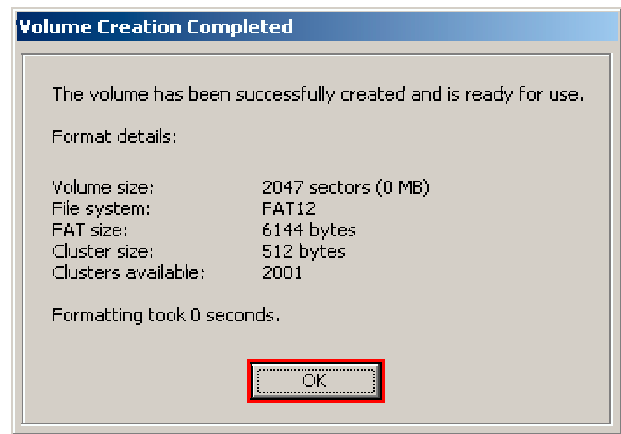 Volume Creation Completed
The volume has been successfully created and is ready for use.
Format details:
Volume size: 2047 sectors (0 MB)
File system: FAT12
FAT size: 6144 bytes
Cluster size: 512 bytes
Clusters available: 2001
Formatting took 0 seconds.
OK